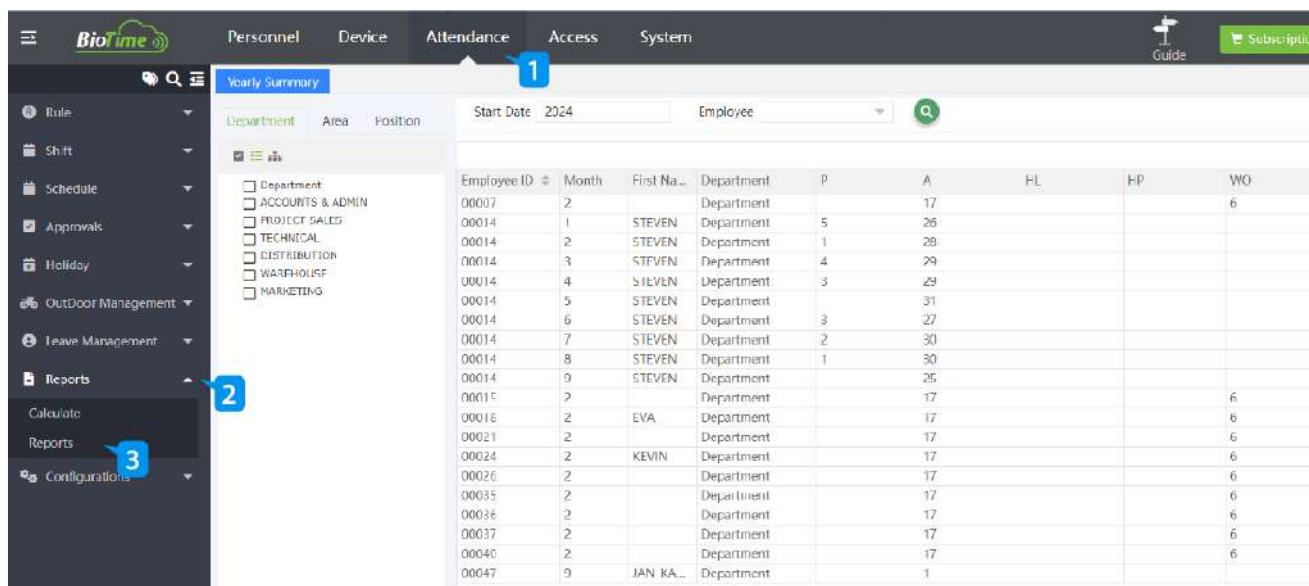 BioTime
Personnel Device Attendance Access System
Guide
1
Yearly Summary
Rule
Shift
Schedule
Approvals
Holiday
OutDoor Management
Leave Management
Reports
2
Calculate
Reports
3
Configurations
Department Area Position
Department
ACCOUNTS & ADMIN
PROJECT SALES
TECHNICAL
DISTRIBUTION
WAREHOUSE
MARKETING
Start Date 2024 Employee
Employee ID Month First Na... Department P A HL HP WO
00007 2 Department 17 6
00014 1 STEVEN Department 5 26
00014 2 STEVEN Department 1 28
00014 3 STEVEN Department 4 29
00014 4 STEVEN Department 3 29
00014 5 STEVEN Department 31
00014 6 STEVEN Department 3 27
00014 7 STEVEN Department 2 30
00014 8 STEVEN Department 1 30
00014 9 STEVEN Department 25
00015 2 Department 17 6
00018 2 EVA Department 17 6
00021 2 Department 17 6
00024 2 KEVIN Department 17 6
00026 2 Department 17 6
00035 2 Department 17 6
00036 2 Department 17 6
00037 2 Department 17 6
00040 2 Department 17 6
00047 9 JAN KA... Department 1